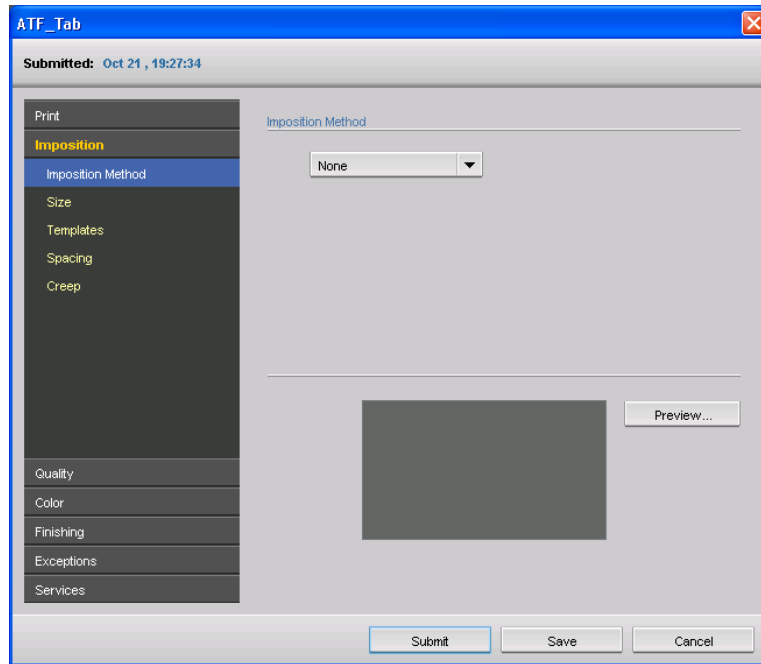 ATF_Tab
Submitted: Oct 21 , 19:27:34
Print
Imposition
Imposition Method
Size
Templates
Spacing
Creep
Quality
Color
Finishing
Exceptions
Services
Imposition Method
None
Preview...
Submit
Save
Cancel